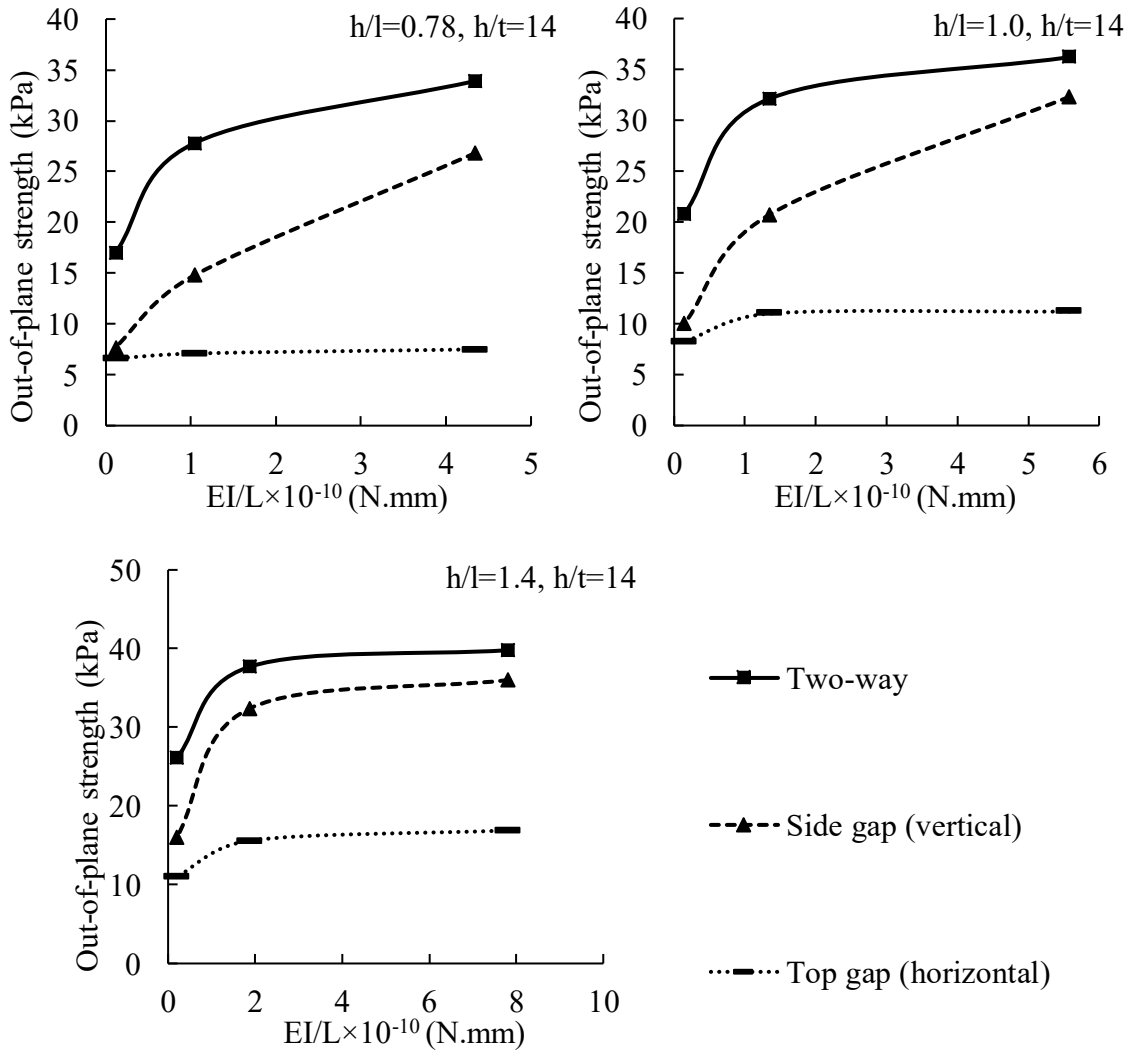 h/l=0.78, h/t=14
Out-of-plane strength (kPa)
40
35
30
25
20
15
10
5
0
0 1 2 3 4 5
EI/L×10⁻¹⁰ (N.mm)
h/l=1.0, h/t=14
Out-of-plane strength (kPa)
40
35
30
25
20
15
10
5
0
0 1 2 3 4 5 6
EI/L×10⁻¹⁰ (N.mm)
h/l=1.4, h/t=14
Out-of-plane strength (kPa)
50
40
30
20
10
0
0 2 4 6 8 10
EI/L×10⁻¹⁰ (N.mm)
Two-way
Side gap (vertical)
Top gap (horizontal)